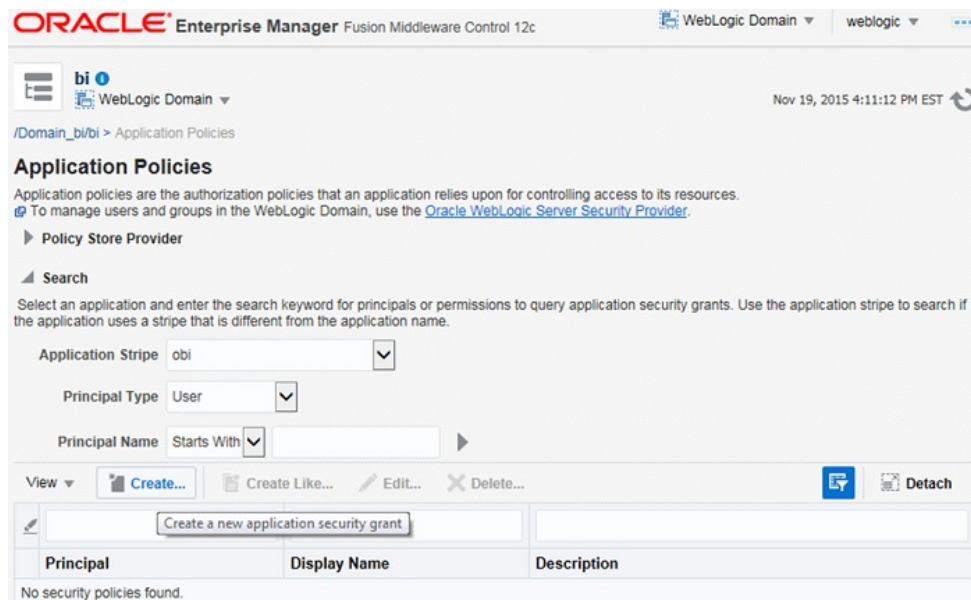 ORACLE Enterprise Manager Fusion Middleware Control 12c
WebLogic Domain
weblogic
bi
WebLogic Domain
Nov 19, 2015 4:11:12 PM EST
/Domain_bi/bi > Application Policies
Application Policies
Application policies are the authorization policies that an application relies upon for controlling access to its resources.
To manage users and groups in the WebLogic Domain, use the Oracle WebLogic Server Security Provider.
Policy Store Provider
Search
Select an application and enter the search keyword for principals or permissions to query application security grants. Use the application stripe to search if
the application uses a stripe that is different from the application name.
Application Stripe obi
Principal Type User
Principal Name Starts With
View Create... Create Like... Edit... Delete... Detach
Create a new application security grant
Principal Display Name Description
No security policies found.